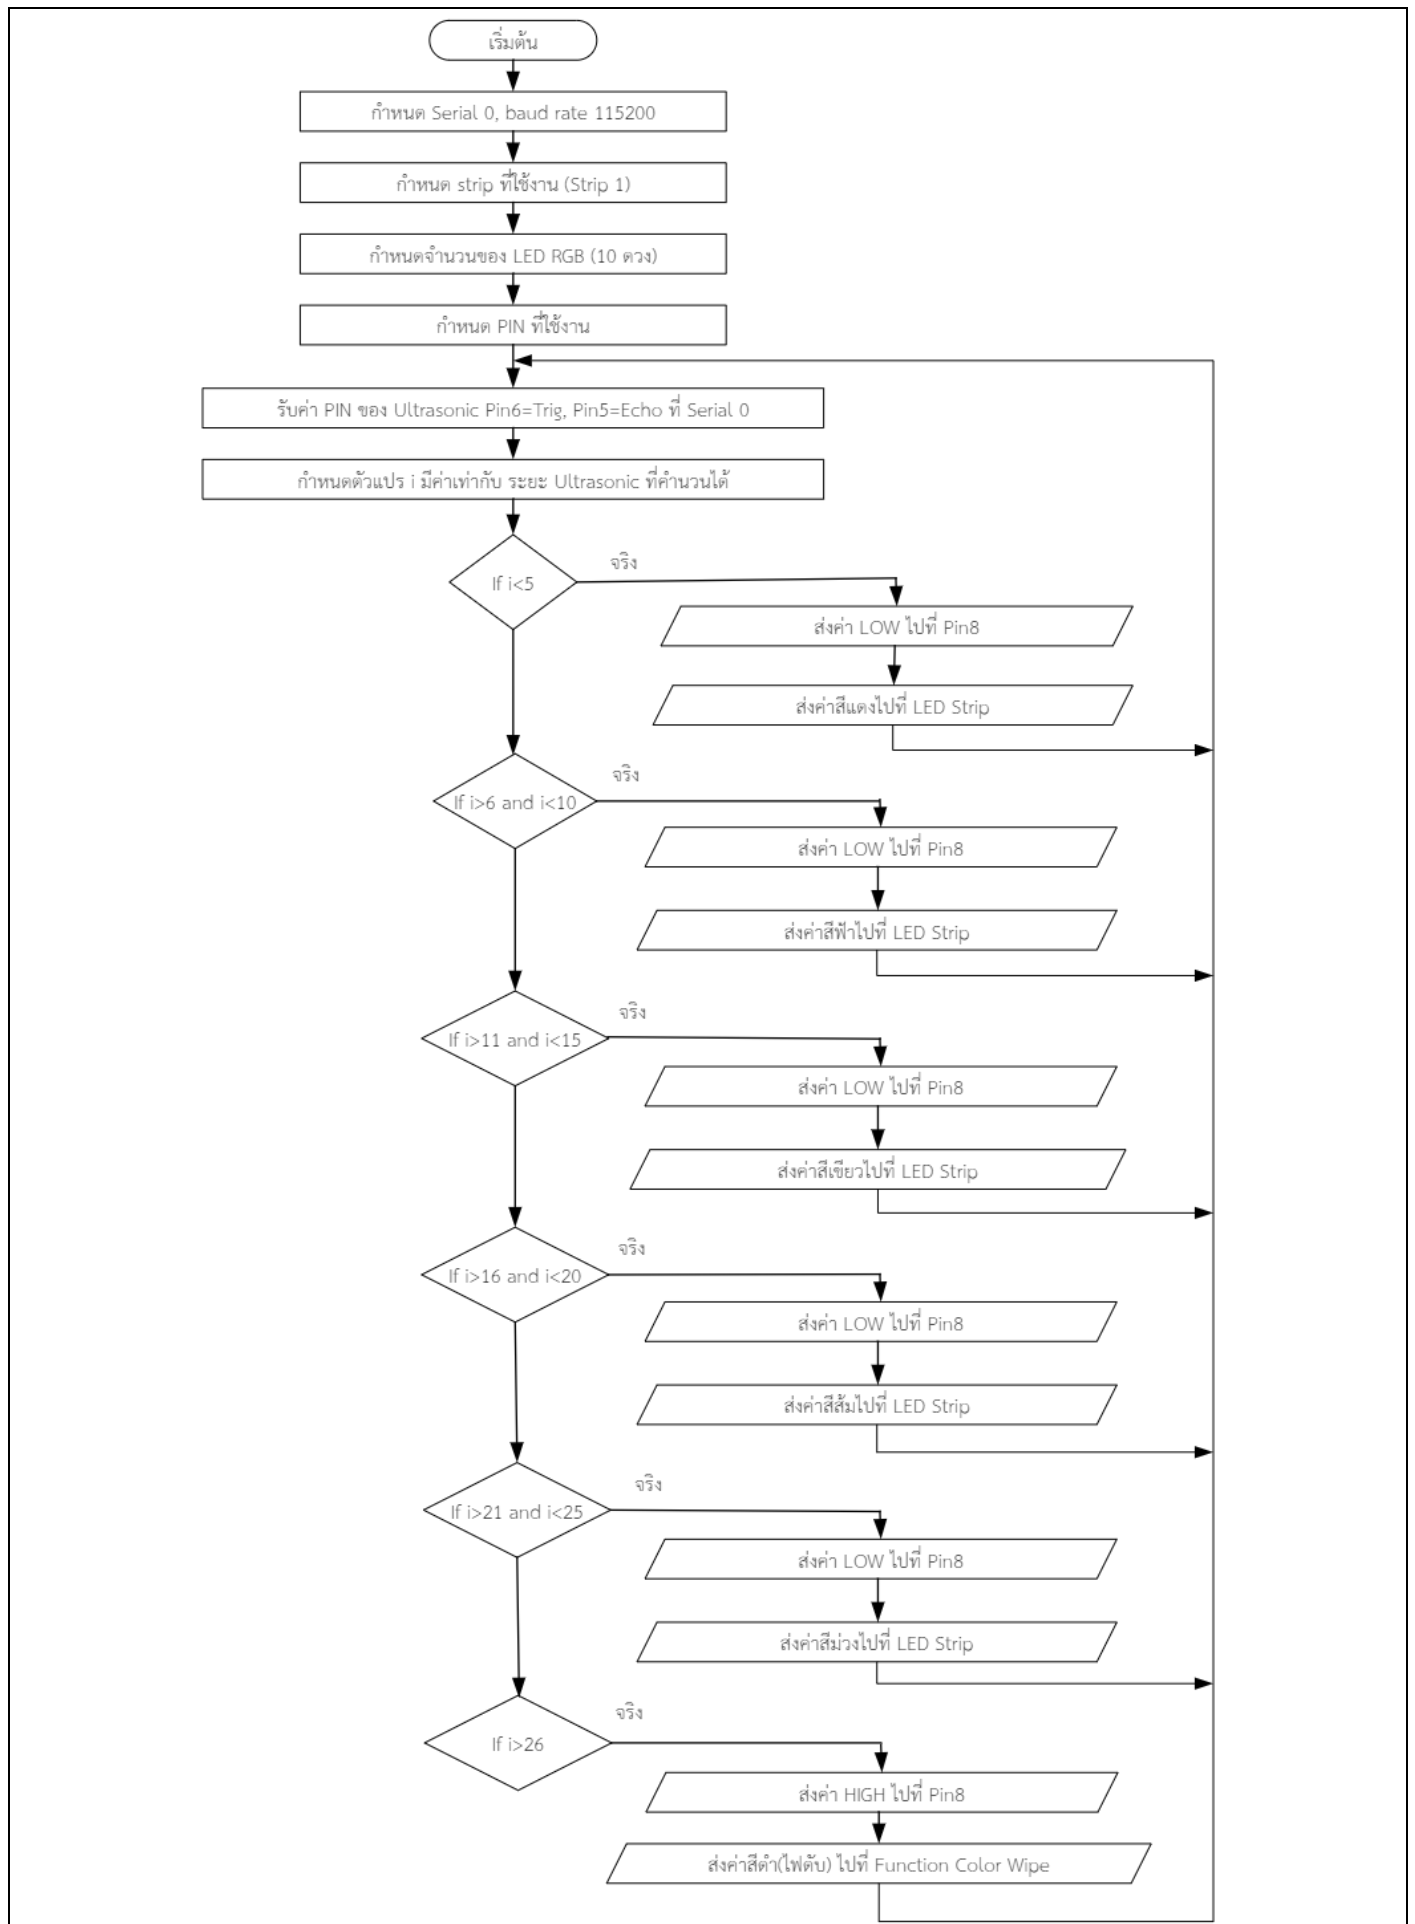 เริ่มต้น
กำหนด Serial 0, baud rate 115200
กำหนด strip ที่ใช้งาน (Strip 1)
กำหนดจำนวนของ LED RGB (10 ดวง)
กำหนด PIN ที่ใช้งาน
รับค่า PIN ของ Ultrasonic Pin6=Trig, Pin5=Echo ที่ Serial 0
กำหนดตัวแปร i มีค่าเท่ากับ ระยะ Ultrasonic ที่คำนวนได้
If i<5
จริง
ส่งค่า LOW ไปที่ Pin8
ส่งค่าสีแดงไปที่ LED Strip
If i>6 and i<10
จริง
ส่งค่า LOW ไปที่ Pin8
ส่งค่าสีฟ้าไปที่ LED Strip
If i>11 and i<15
จริง
ส่งค่า LOW ไปที่ Pin8
ส่งค่าสีเขียวไปที่ LED Strip
If i>16 and i<20
จริง
ส่งค่า LOW ไปที่ Pin8
ส่งค่าสีส้มไปที่ LED Strip
If i>21 and i<25
จริง
ส่งค่า LOW ไปที่ Pin8
ส่งค่าสีม่วงไปที่ LED Strip
If i>26
จริง
ส่งค่า HIGH ไปที่ Pin8
ส่งค่าสีดำ(ไฟดับ) ไปที่ Function Color Wipe